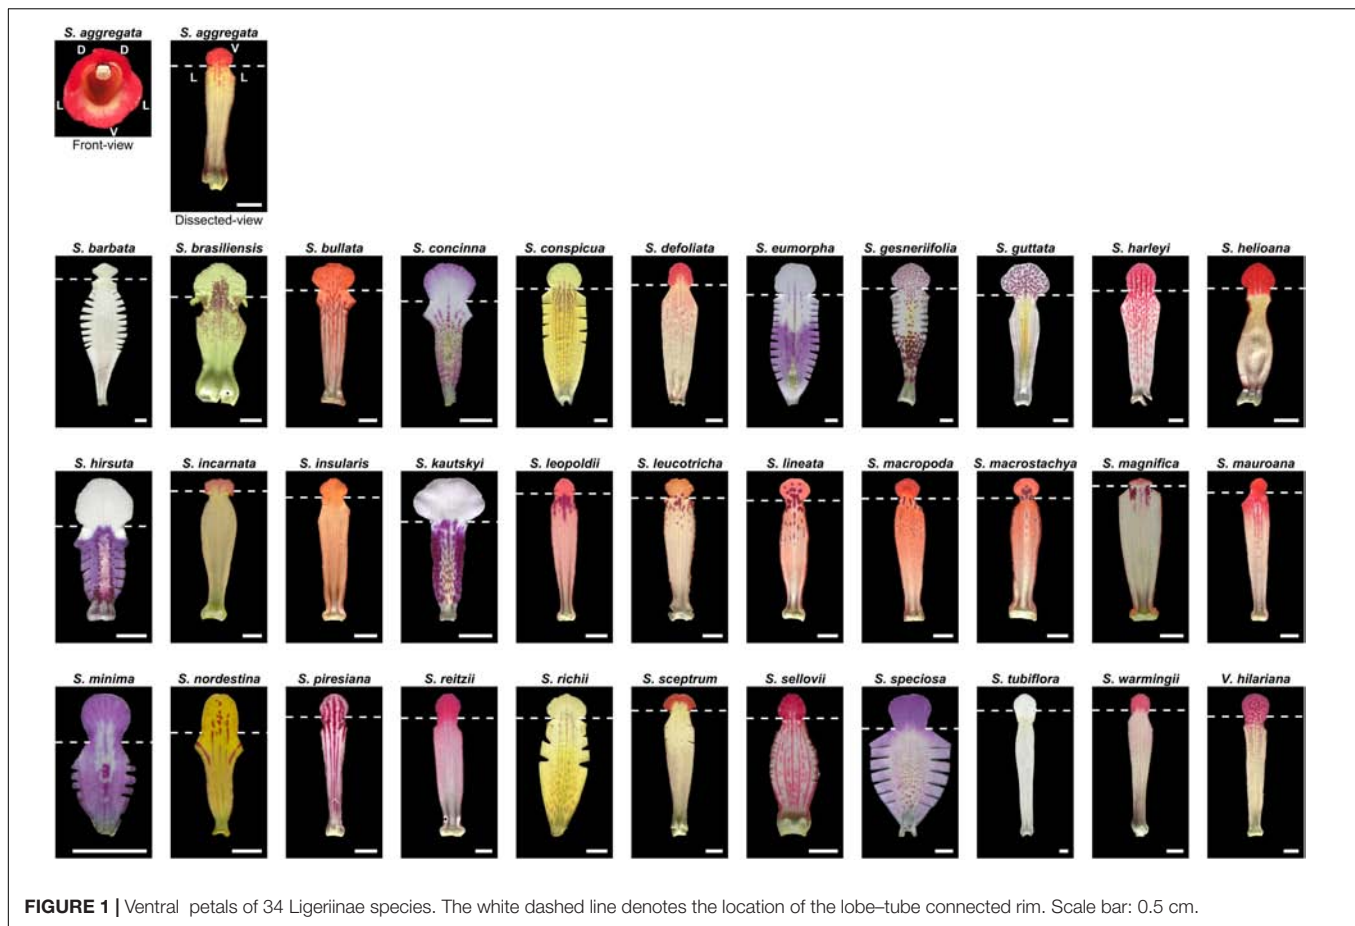 S. aggregata S. aggregata
D D
L L
V
Front-view
V
L L
Dissected-view
S. barbata S. brasiliensis S. bullata S. concinna S. conspicua S. defoliata S. eumorpha S. gesneriifolia S. guttata S. harleyi S. helioana
S. hirsuta S. incarnata S. insularis S. kautskyi S. leopoldii S. leucotricha S. lineata S. macropoda S. macrostachya S. magnifica S. mauroana
S. minima S. nordestina S. piresiana S. reitzii S. richii S. sceptrum S. sellovii S. speciosa S. tubiflora S. warmingii V. hilariana
FIGURE 1 | Ventral petals of 34 Ligeriinae species. The white dashed line denotes the location of the lobe–tube connected rim. Scale bar: 0.5 cm.